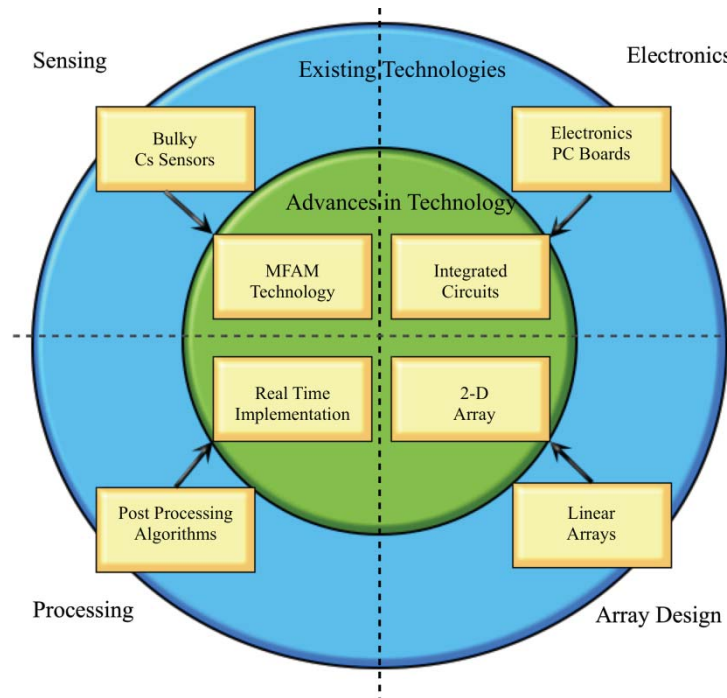 Sensing
Existing Technologies
Electronics
Bulky
Cs Sensors
Electronics
PC Boards
Advances in Technology
MFAM
Technology
Integrated
Circuits
Real Time
Implementation
2-D
Array
Post Processing
Algorithms
Linear
Arrays
Processing
Array Design